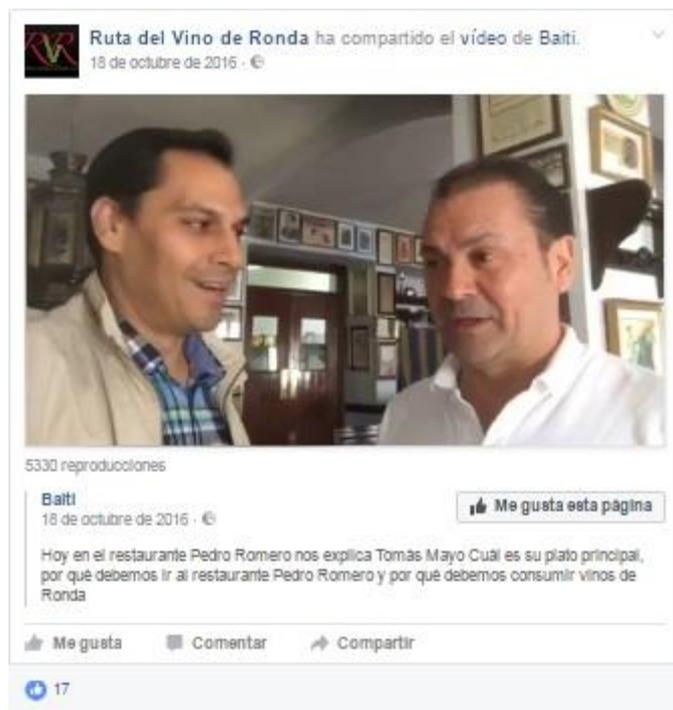 RVR
Ruta del Vino de Ronda ha compartido el vídeo de Baiti.
18 de octubre de 2016 ·
5330 reproducciones
Baiti
18 de octubre de 2016 ·
Me gusta esta página
Hoy en el restaurante Pedro Romero nos explica Tomás Mayo Cuál es su plato principal,
por qué debemos ir al restaurante Pedro Romero y por qué debemos consumir vinos de
Ronda
Me gusta Comentar Compartir
17